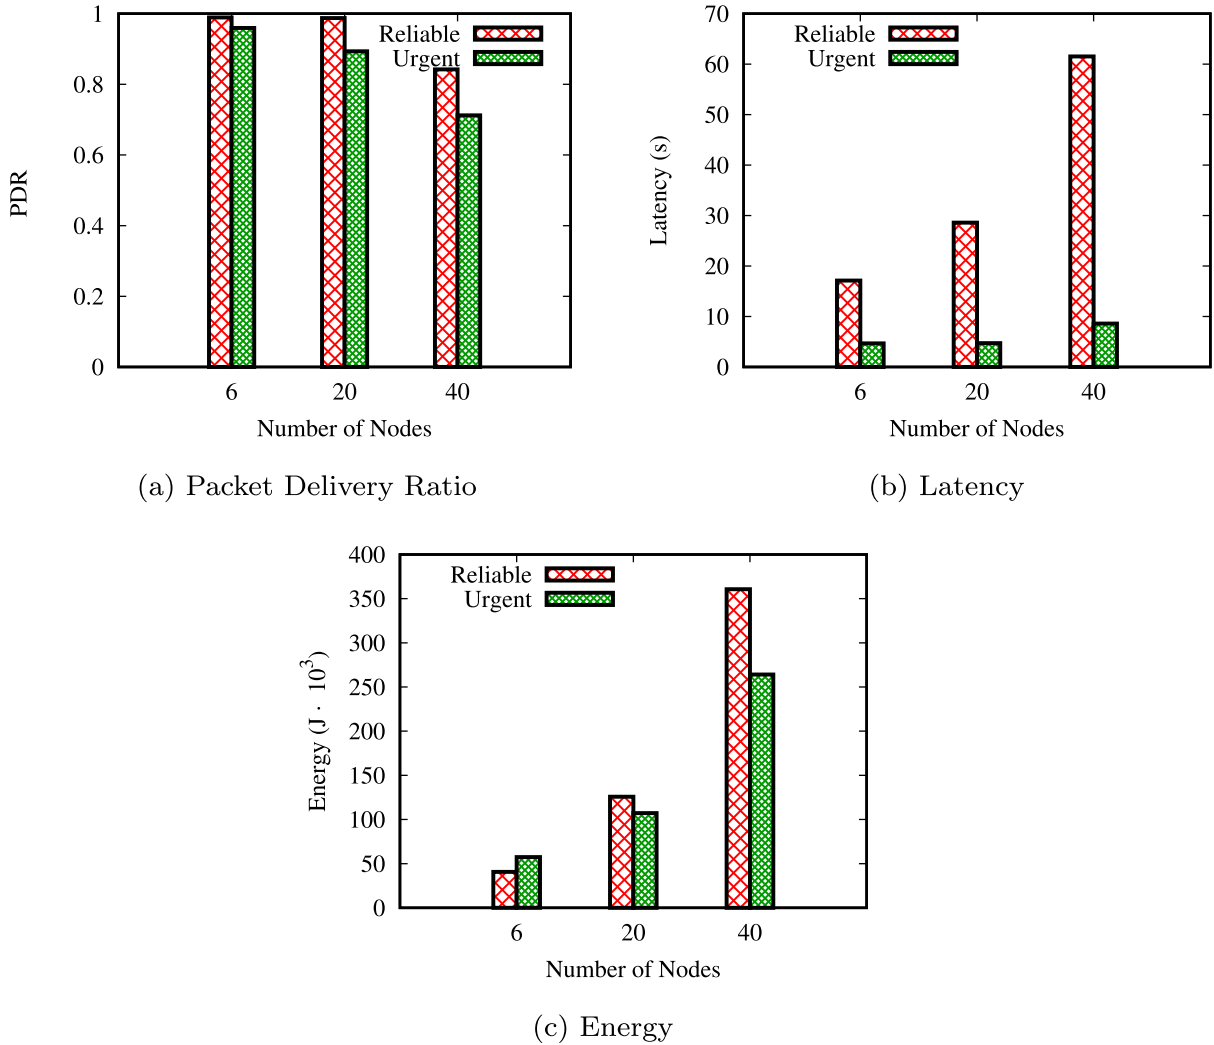 1
0.8
0.6
0.4
0.2
0
PDR
Reliable
Urgent
6 20 40
Number of Nodes
(a) Packet Delivery Ratio
70
60
50
40
30
20
10
0
Latency (s)
Reliable
Urgent
6 20 40
Number of Nodes
(b) Latency
400
350
300
250
200
150
100
50
0
Energy (J · 10³)
Reliable
Urgent
6 20 40
Number of Nodes
(c) Energy